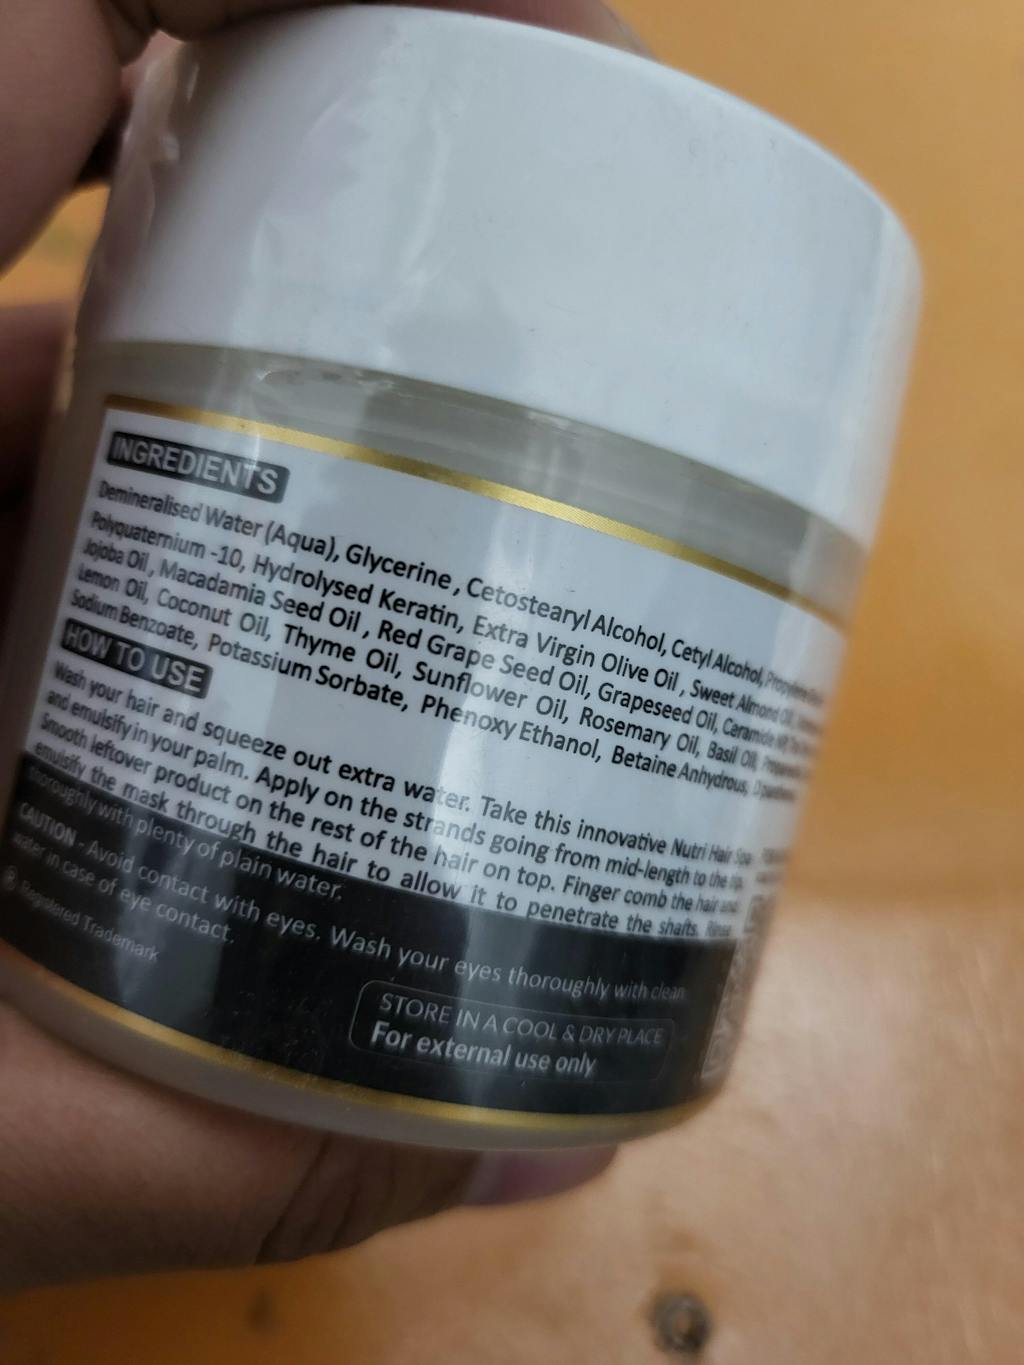 INGREDIENTS
Demineralised Water (Aqua), Glycerine, Cetostearyl Alcohol, Cetyl Alcohol,
Polyquaternium -10, Hydrolysed Keratin, Extra Virgin Olive Oil, Sweet Almond Oil,
Jojoba Oil, Macadamia Seed Oil, Red Grape Seed Oil, Grapeseed Oil, Ceramide
Lemon Oil, Coconut Oil, Thyme Oil, Sunflower Oil, Rosemary Oil, Basil Oil,
Sodium Benzoate, Potassium Sorbate, Phenoxy Ethanol, Betaine Anhydrous,
HOW TO USE
Wash your hair and squeeze out extra water. Take this innovative Nutri Hair Spa
and emulsify in your palm. Apply on the strands going from mid-length to the tip.
Smooth leftover product on the rest of the hair on top. Finger comb the hair and
emulsify the mask through the hair to allow it to penetrate the shafts. Rinse
thoroughly with plenty of plain water.
CAUTION - Avoid contact with eyes. Wash your eyes thoroughly with clean
water in case of eye contact.
® Registered Trademark
STORE IN A COOL & DRY PLACE
For external use only